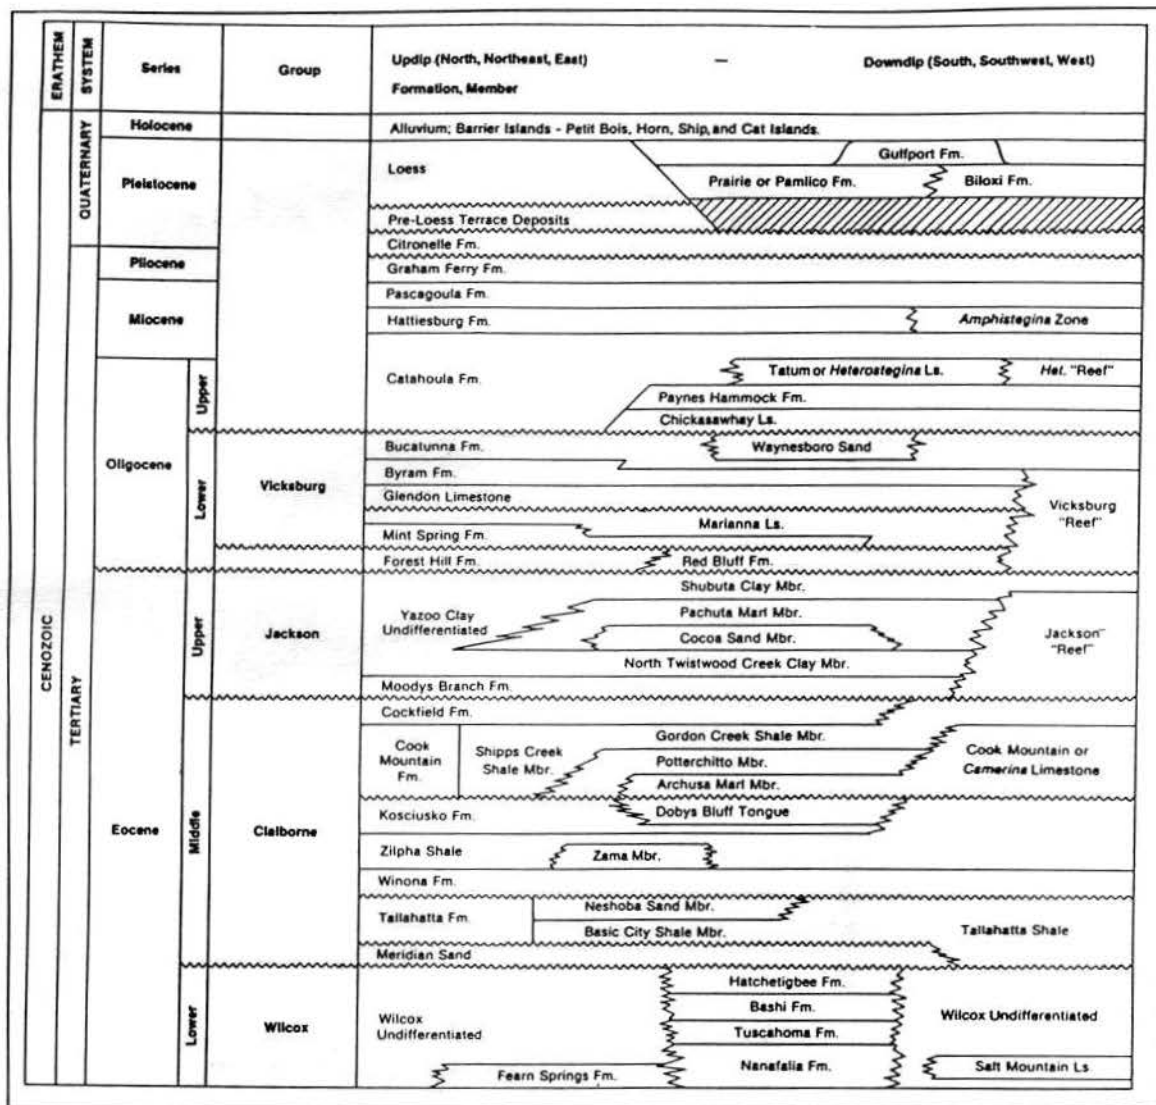 ERATHEM
SYSTEM
Series
Group
Updip (North, Northeast, East) – Downdip (South, Southwest, West)
Formation, Member
CENOZOIC
QUATERNARY
TERTIARY
Holocene
Alluvium; Barrier Islands - Petit Bois, Horn, Ship, and Cat Islands.
Pleistocene
Loess
Gulfport Fm.
Prairie or Pamlico Fm.
Biloxi Fm.
Pre-Loess Terrace Deposits
Citronelle Fm.
Pliocene
Graham Ferry Fm.
Miocene
Pascagoula Fm.
Hattiesburg Fm.
Amphistegina Zone
Oligocene
Upper
Catahoula Fm.
Tatum or Heterostegina Ls.
Het. "Reef"
Paynes Hammock Fm.
Chickasawhay Ls.
Lower
Vicksburg
Bucatunna Fm.
Waynesboro Sand
Byram Fm.
Glendon Limestone
Vicksburg
"Reef"
Marianna Ls.
Mint Spring Fm.
Forest Hill Fm.
Red Bluff Fm.
Eocene
Upper
Jackson
Shubuta Clay Mbr.
Yazoo Clay
Undifferentiated
Pachuta Marl Mbr.
Cocoa Sand Mbr.
Jackson
"Reef"
North Twistwood Creek Clay Mbr.
Moodys Branch Fm.
Middle
Claiborne
Cockfield Fm.
Cook
Mountain
Fm.
Shipps Creek
Shale Mbr.
Gordon Creek Shale Mbr.
Potterchitto Mbr.
Archusa Marl Mbr.
Cook Mountain or
Camerina Limestone
Kosciusko Fm.
Dobys Bluff Tongue
Zilpha Shale
Zama Mbr.
Winona Fm.
Tallahatta Fm.
Neshoba Sand Mbr.
Basic City Shale Mbr.
Tallahatta Shale
Meridian Sand
Lower
Wilcox
Wilcox
Undifferentiated
Hatchetigbee Fm.
Bashi Fm.
Tuscahoma Fm.
Nanafalia Fm.
Wilcox Undifferentiated
Fearn Springs Fm.
Salt Mountain Ls